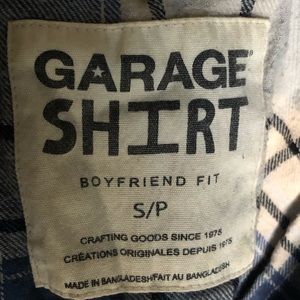 GARAGE®
SHIRT
BOYFRIEND FIT
S/P
CRAFTING GOODS SINCE 1975
CRÉATIONS ORIGINALES DEPUIS 1975
MADE IN BANGLADESH/FAIT AU BANGLADESH